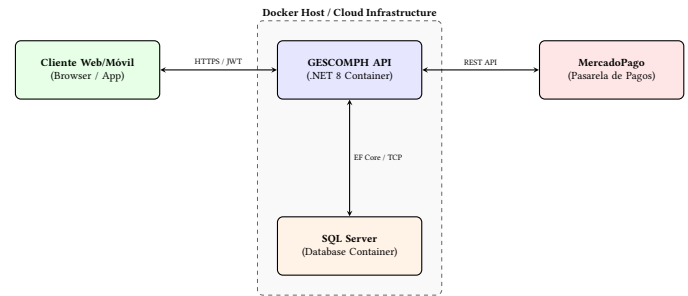 Docker Host / Cloud Infrastructure
Cliente Web/Móvil
(Browser / App)
HTTPS / JWT
GESCOMPH API
(.NET 8 Container)
REST API
MercadoPago
(Pasarela de Pagos)
EF Core / TCP
SQL Server
(Database Container)